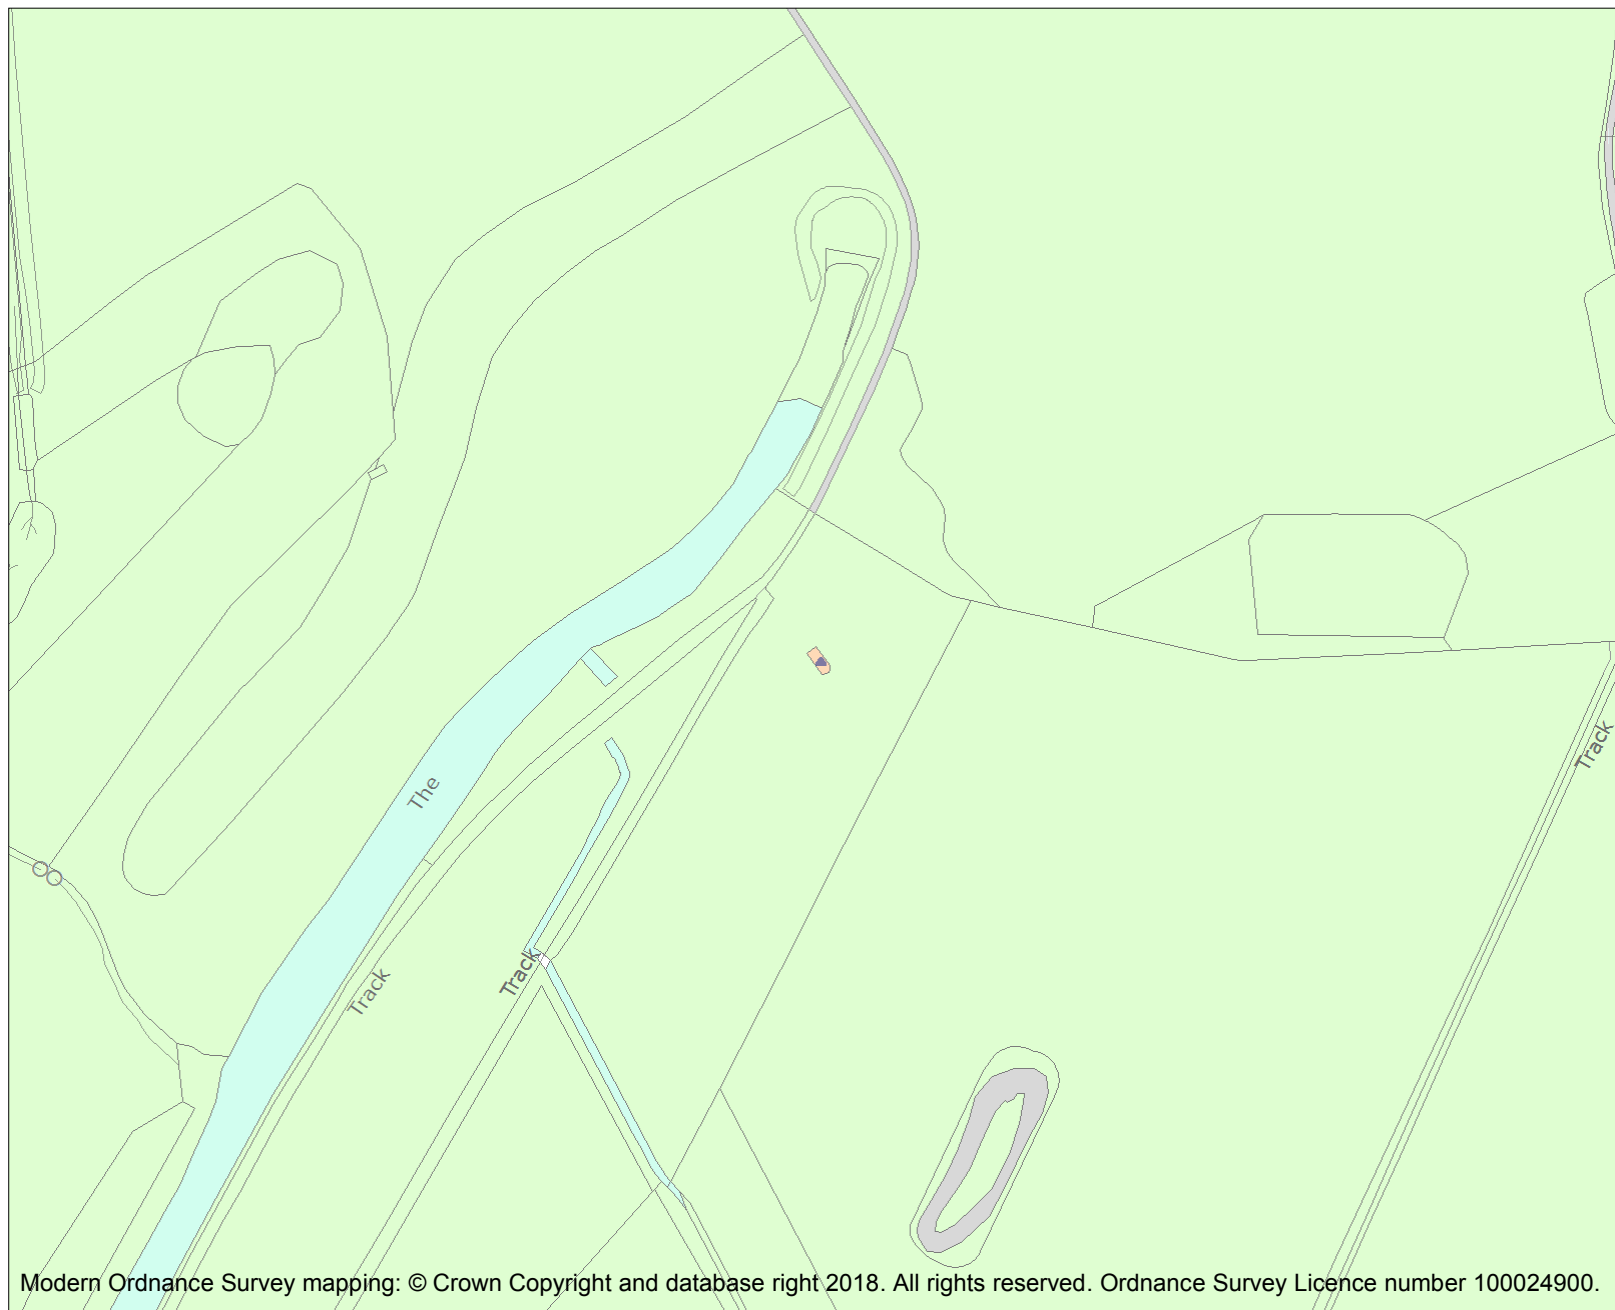 Track
The
Track
Track
Modern Ordnance Survey mapping: © Crown Copyright and database right 2018. All rights reserved. Ordnance Survey Licence number 100024900.